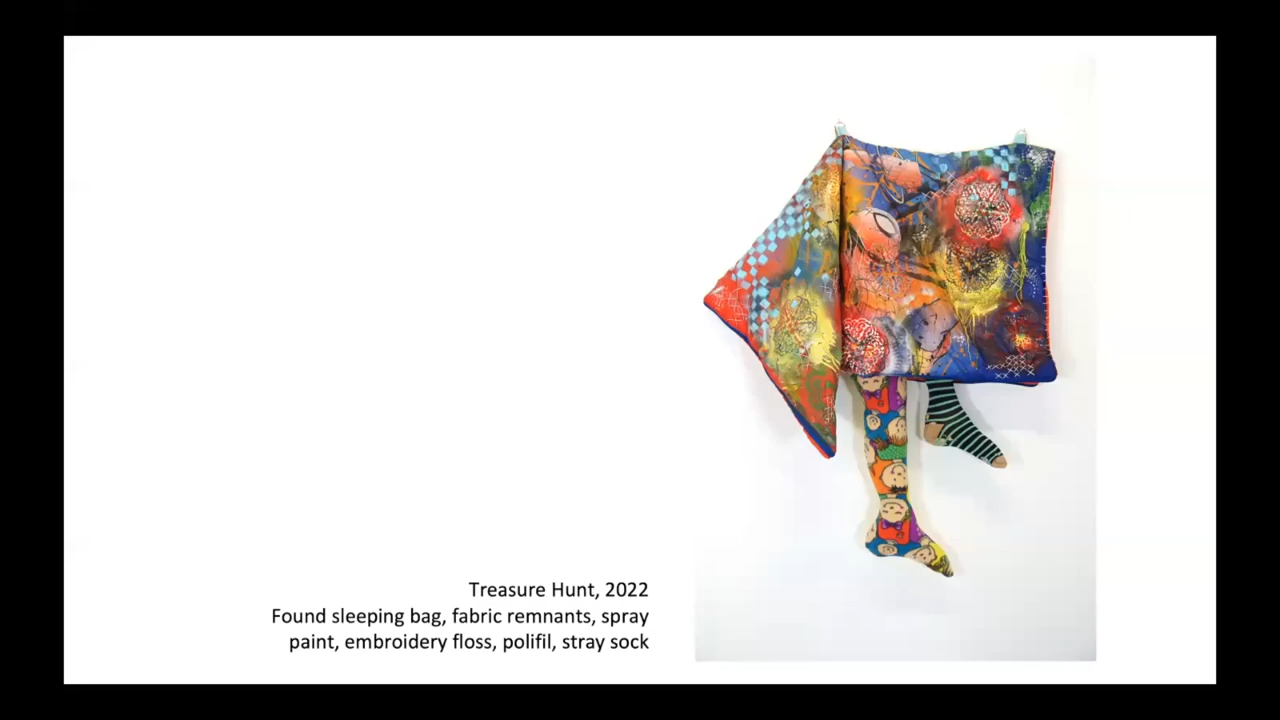 Treasure Hunt, 2022
Found sleeping bag, fabric remnants, spray
paint, embroidery floss, polifil, stray sock